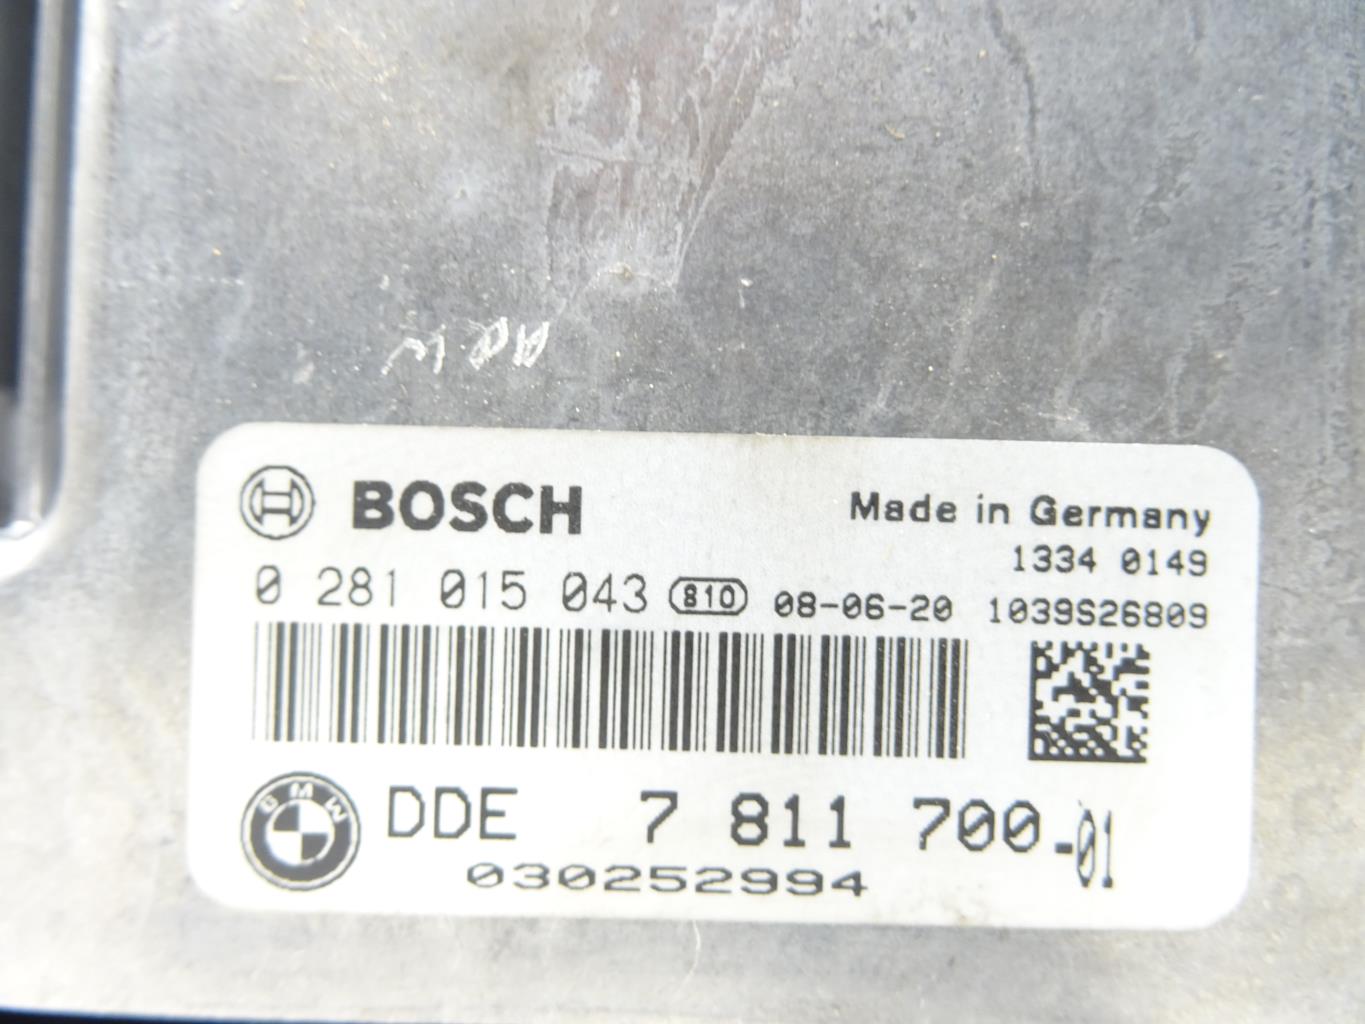 BOSCH
Made in Germany
1334 0149
0 281 015 043 810 08-06-20 1039S26809
BMW DDE 7 811 700-01
030252994